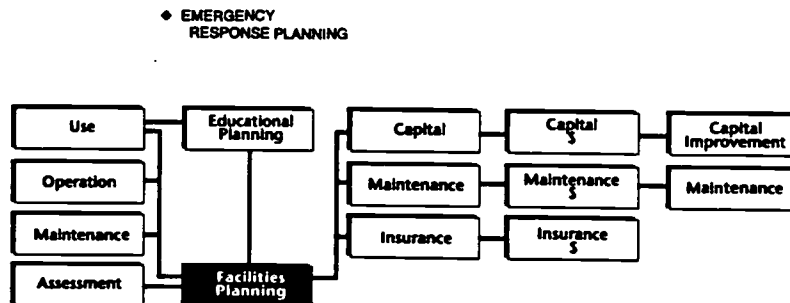 ◆ EMERGENCY
RESPONSE PLANNING
Use
Educational
Planning
Capital
Capital
$
Capital
Improvement
Operation
Maintenance
Maintenance
$
Maintenance
Maintenance
Insurance
Insurance
$
Assessment
Facilities
Planning